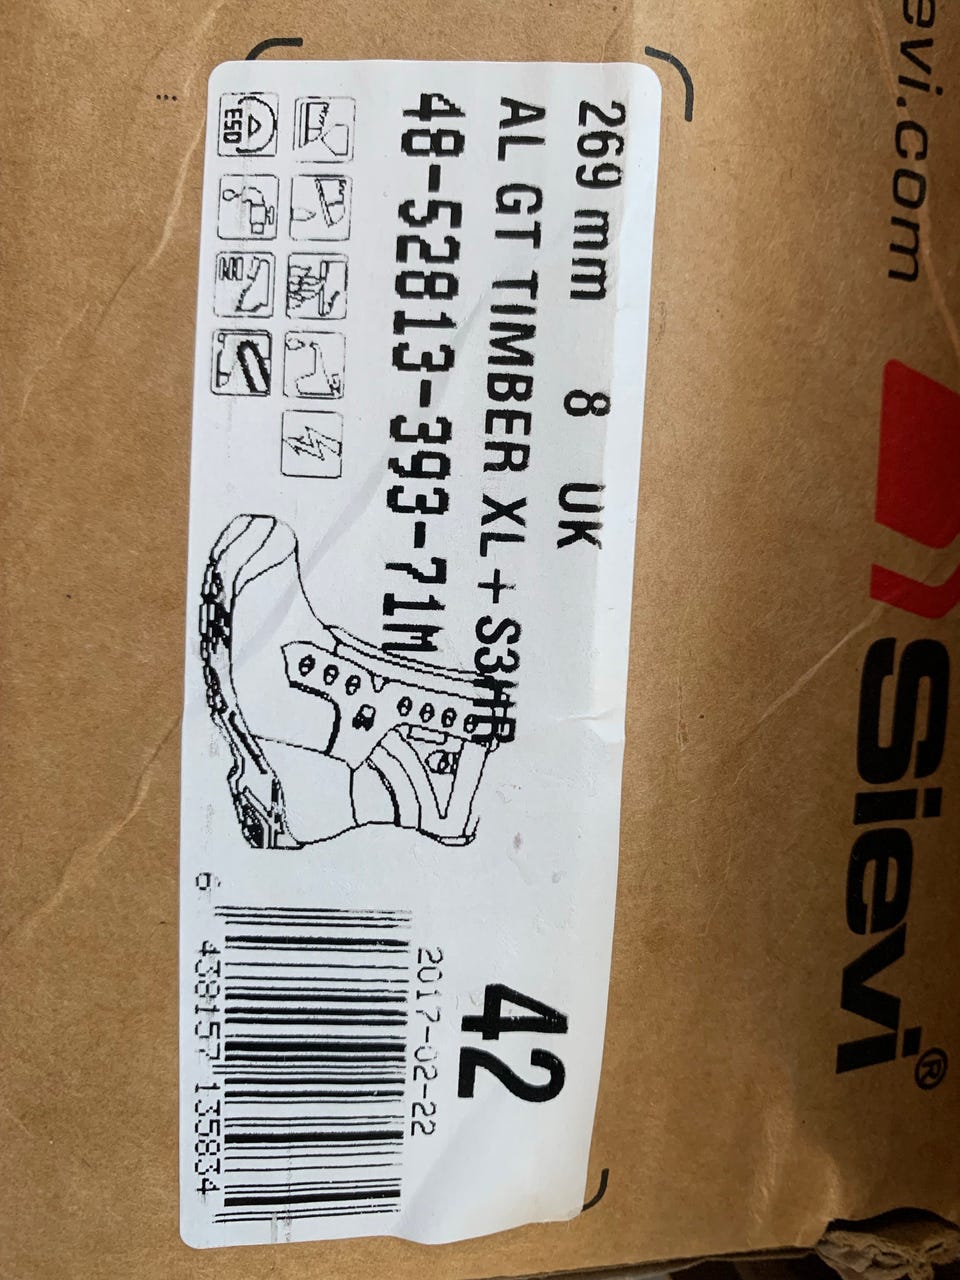 evi.com
Sievi®
269 mm 8 UK
AL GT TIMBER XL+ S3HR
48-52813-393-71M
42
ESD
2017-02-22
6 438157 135834